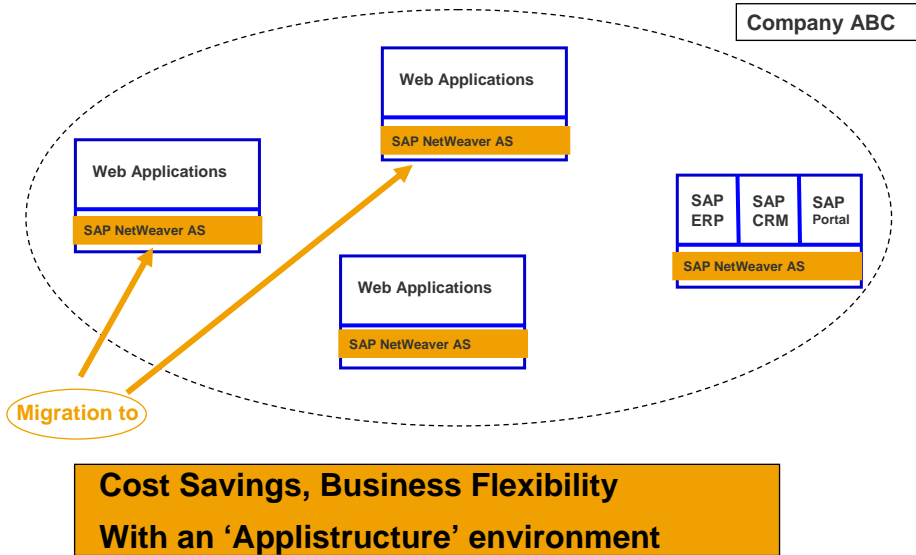 Company ABC
Web Applications
SAP NetWeaver AS
Web Applications
SAP NetWeaver AS
SAP
ERP
SAP
CRM
SAP
Portal
SAP NetWeaver AS
Web Applications
SAP NetWeaver AS
Migration to
Cost Savings, Business Flexibility
With an ‘Applistructure’ environment